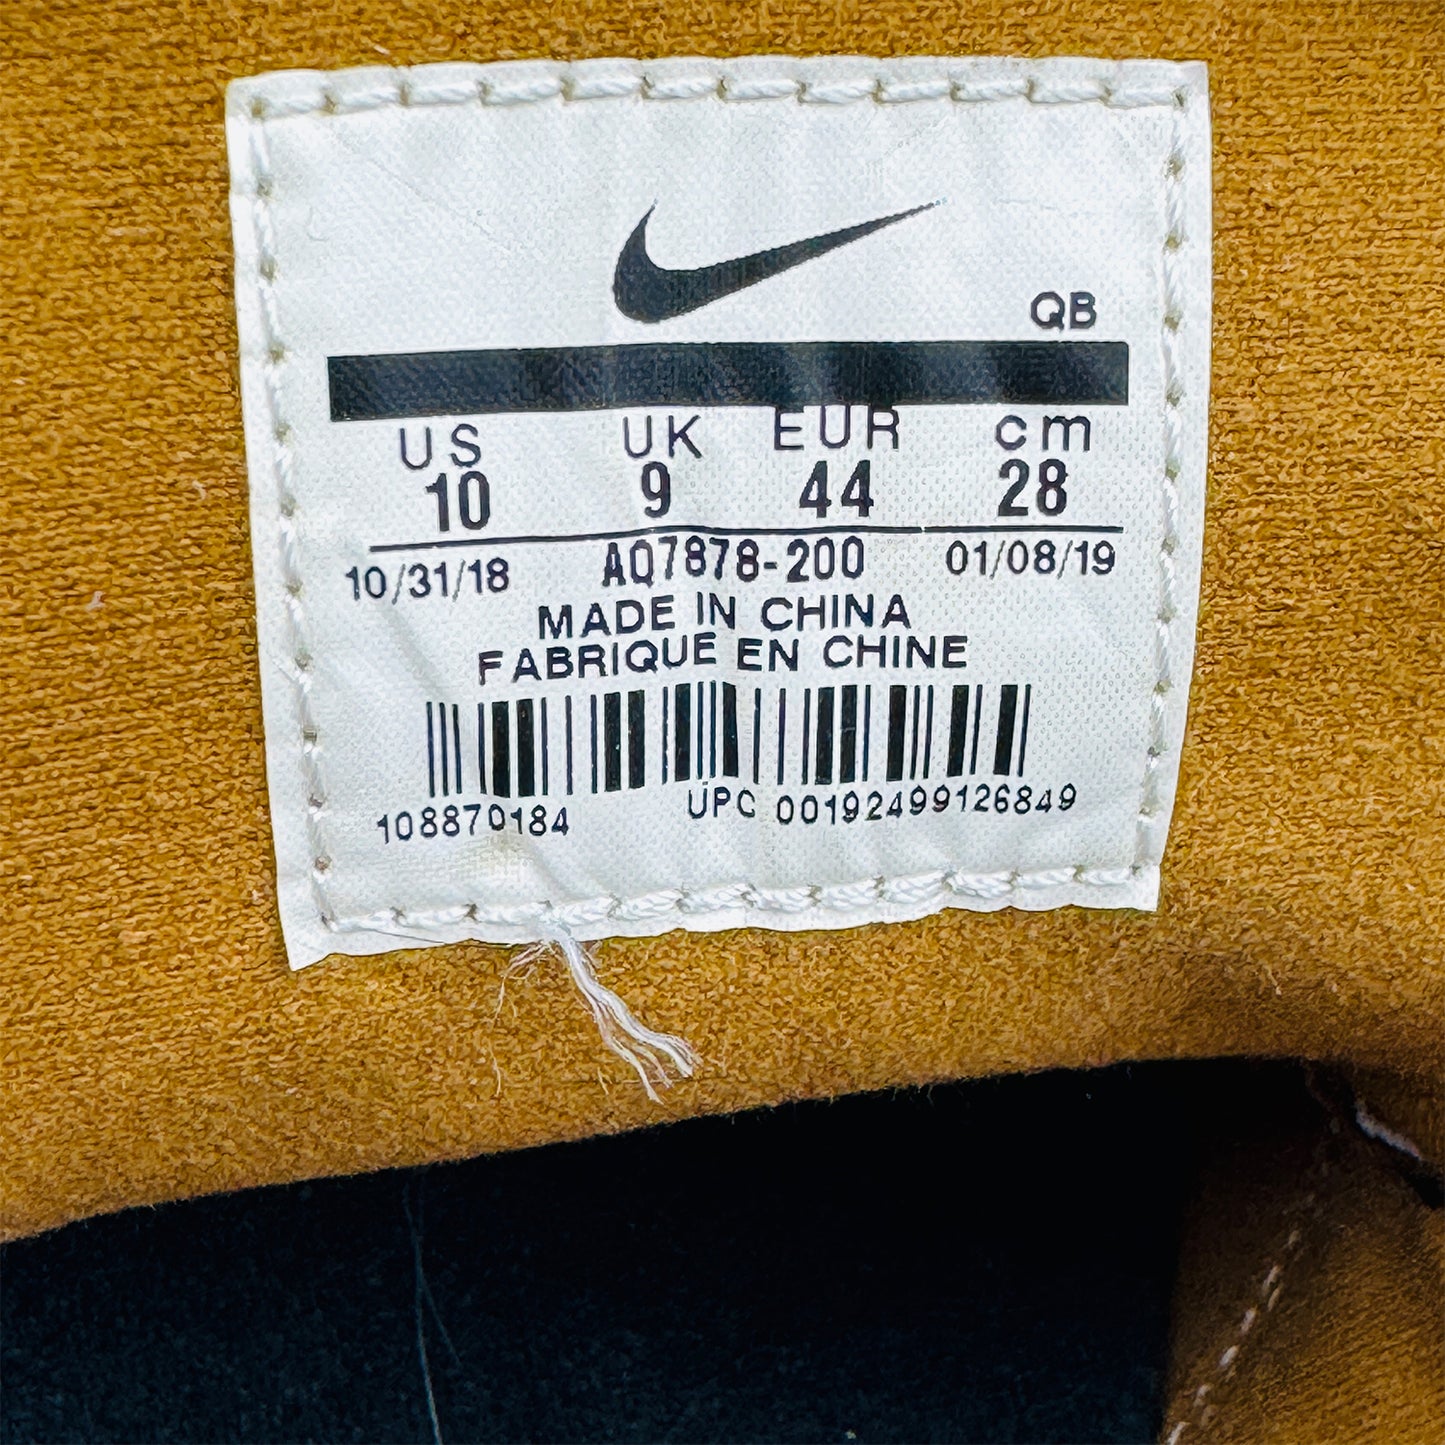 QB
US UK EUR cm
10 9 44 28
10/31/18 AQ7878-200 01/08/19
MADE IN CHINA
FABRIQUE EN CHINE
108870184 UPC 00192499126849